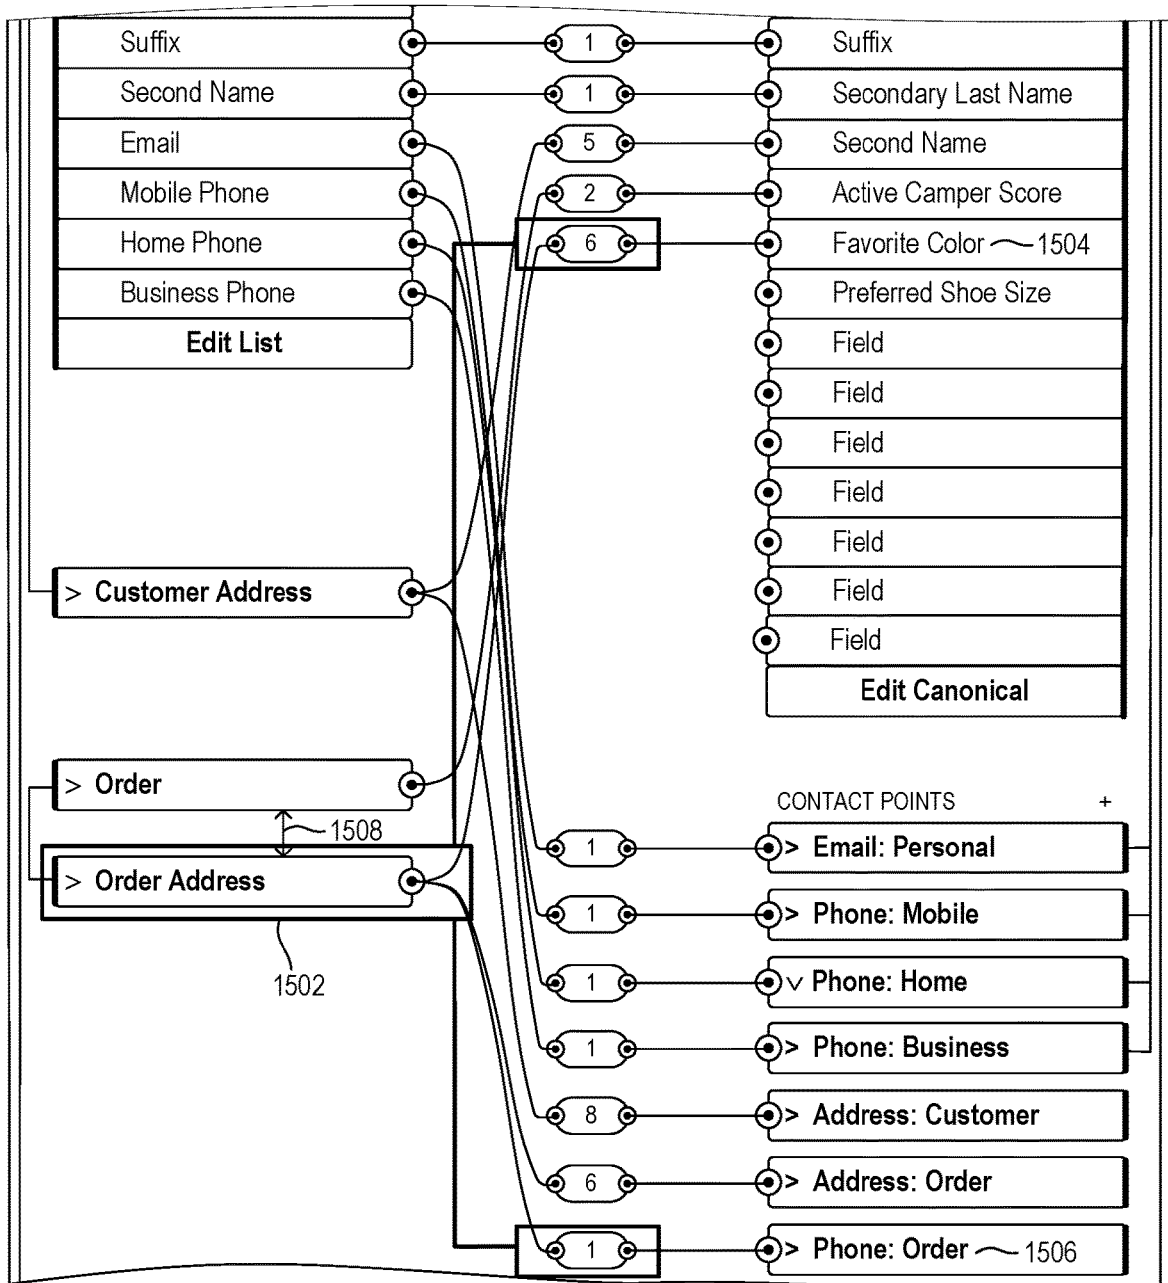 Suffix 1 Suffix
Second Name 1 Secondary Last Name
Email 5 Second Name
Mobile Phone 2 Active Camper Score
Home Phone 6 Favorite Color 1504
Business Phone Preferred Shoe Size
Edit List Field
Field
Field
Field
Field
> Customer Address Field
Field
Edit Canonical
> Order
CONTACT POINTS +
1508
1 > Email: Personal
> Order Address
1 > Phone: Mobile
1502
1 ∨ Phone: Home
1 > Phone: Business
8 > Address: Customer
6 > Address: Order
1 > Phone: Order 1506